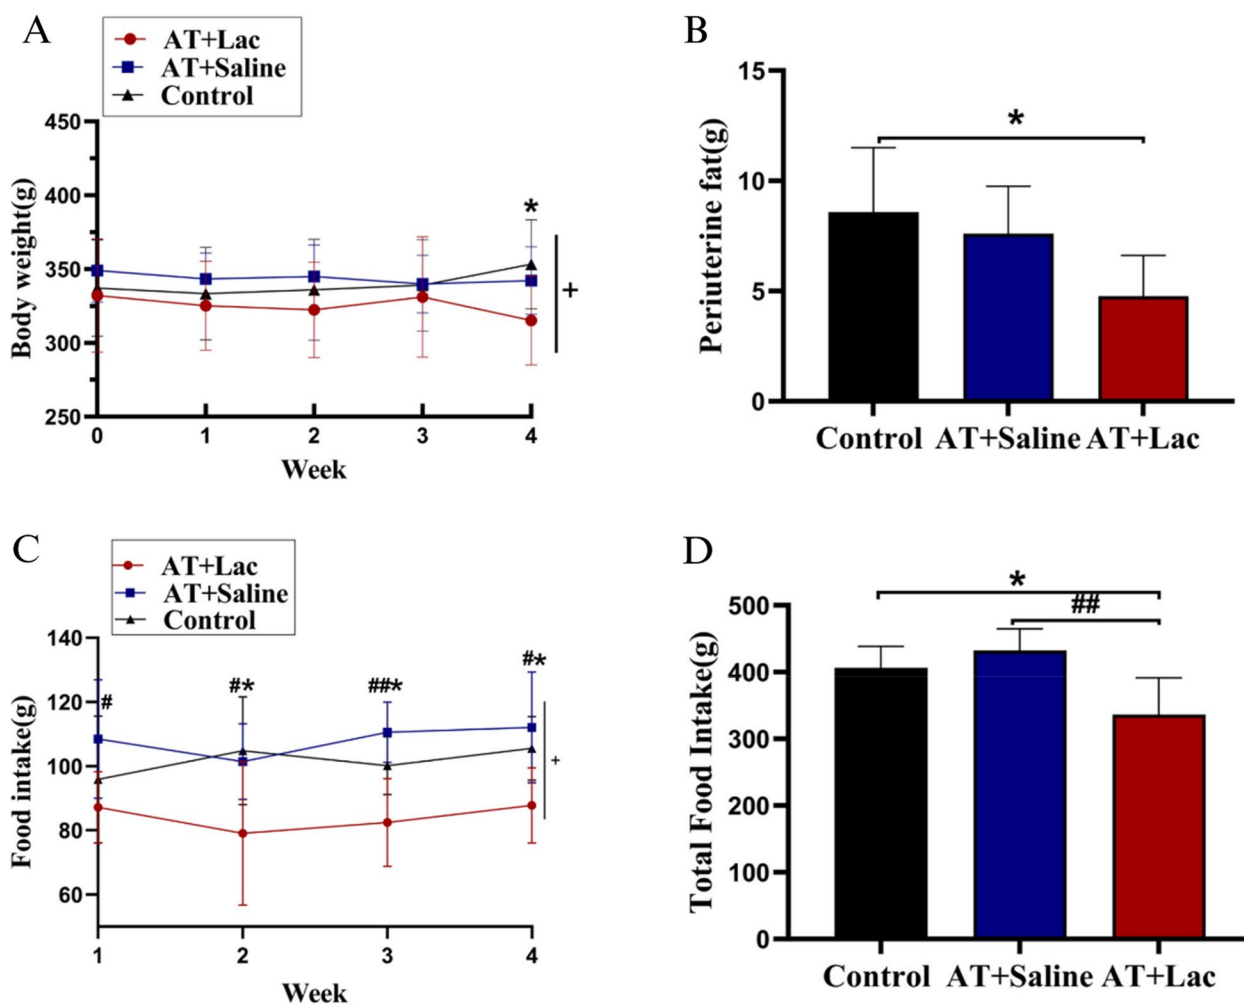 A
AT+Lac
AT+Saline
Control
450
400
350
300
250
Body weight(g)
*
+
0 1 2 3 4
Week
B
15
10
5
0
Periuterine fat(g)
*
Control AT+Saline AT+Lac
C
AT+Lac
AT+Saline
Control
140
120
100
80
60
Food intake(g)
#
#*
##*
#*
+
1 2 3 4
Week
D
500
400
300
200
100
0
Total Food Intake(g)
*
##
Control AT+Saline AT+Lac